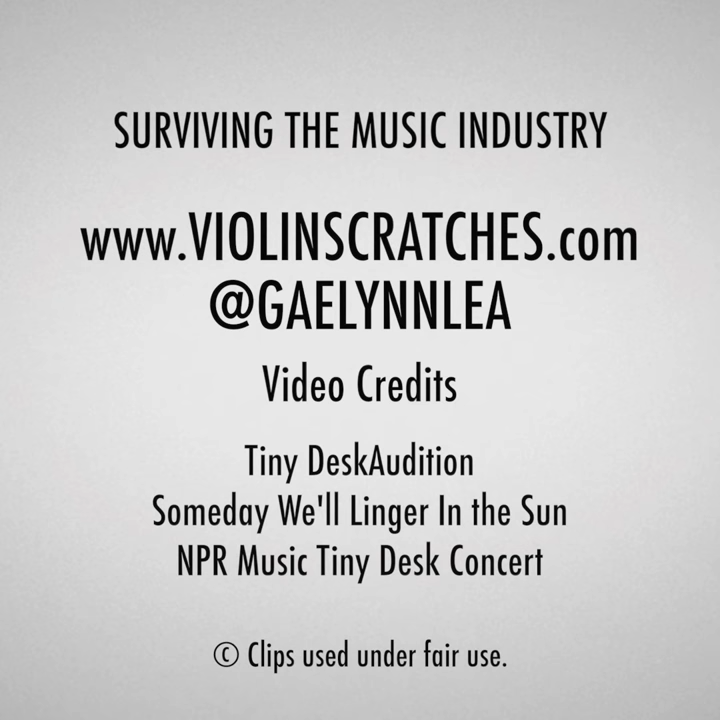 SURVIVING THE MUSIC INDUSTRY
www.VIOLINSCRATCHES.com
@GAELYNNLEA
Video Credits
Tiny DeskAudition
Someday We'll Linger In the Sun
NPR Music Tiny Desk Concert
© Clips used under fair use.